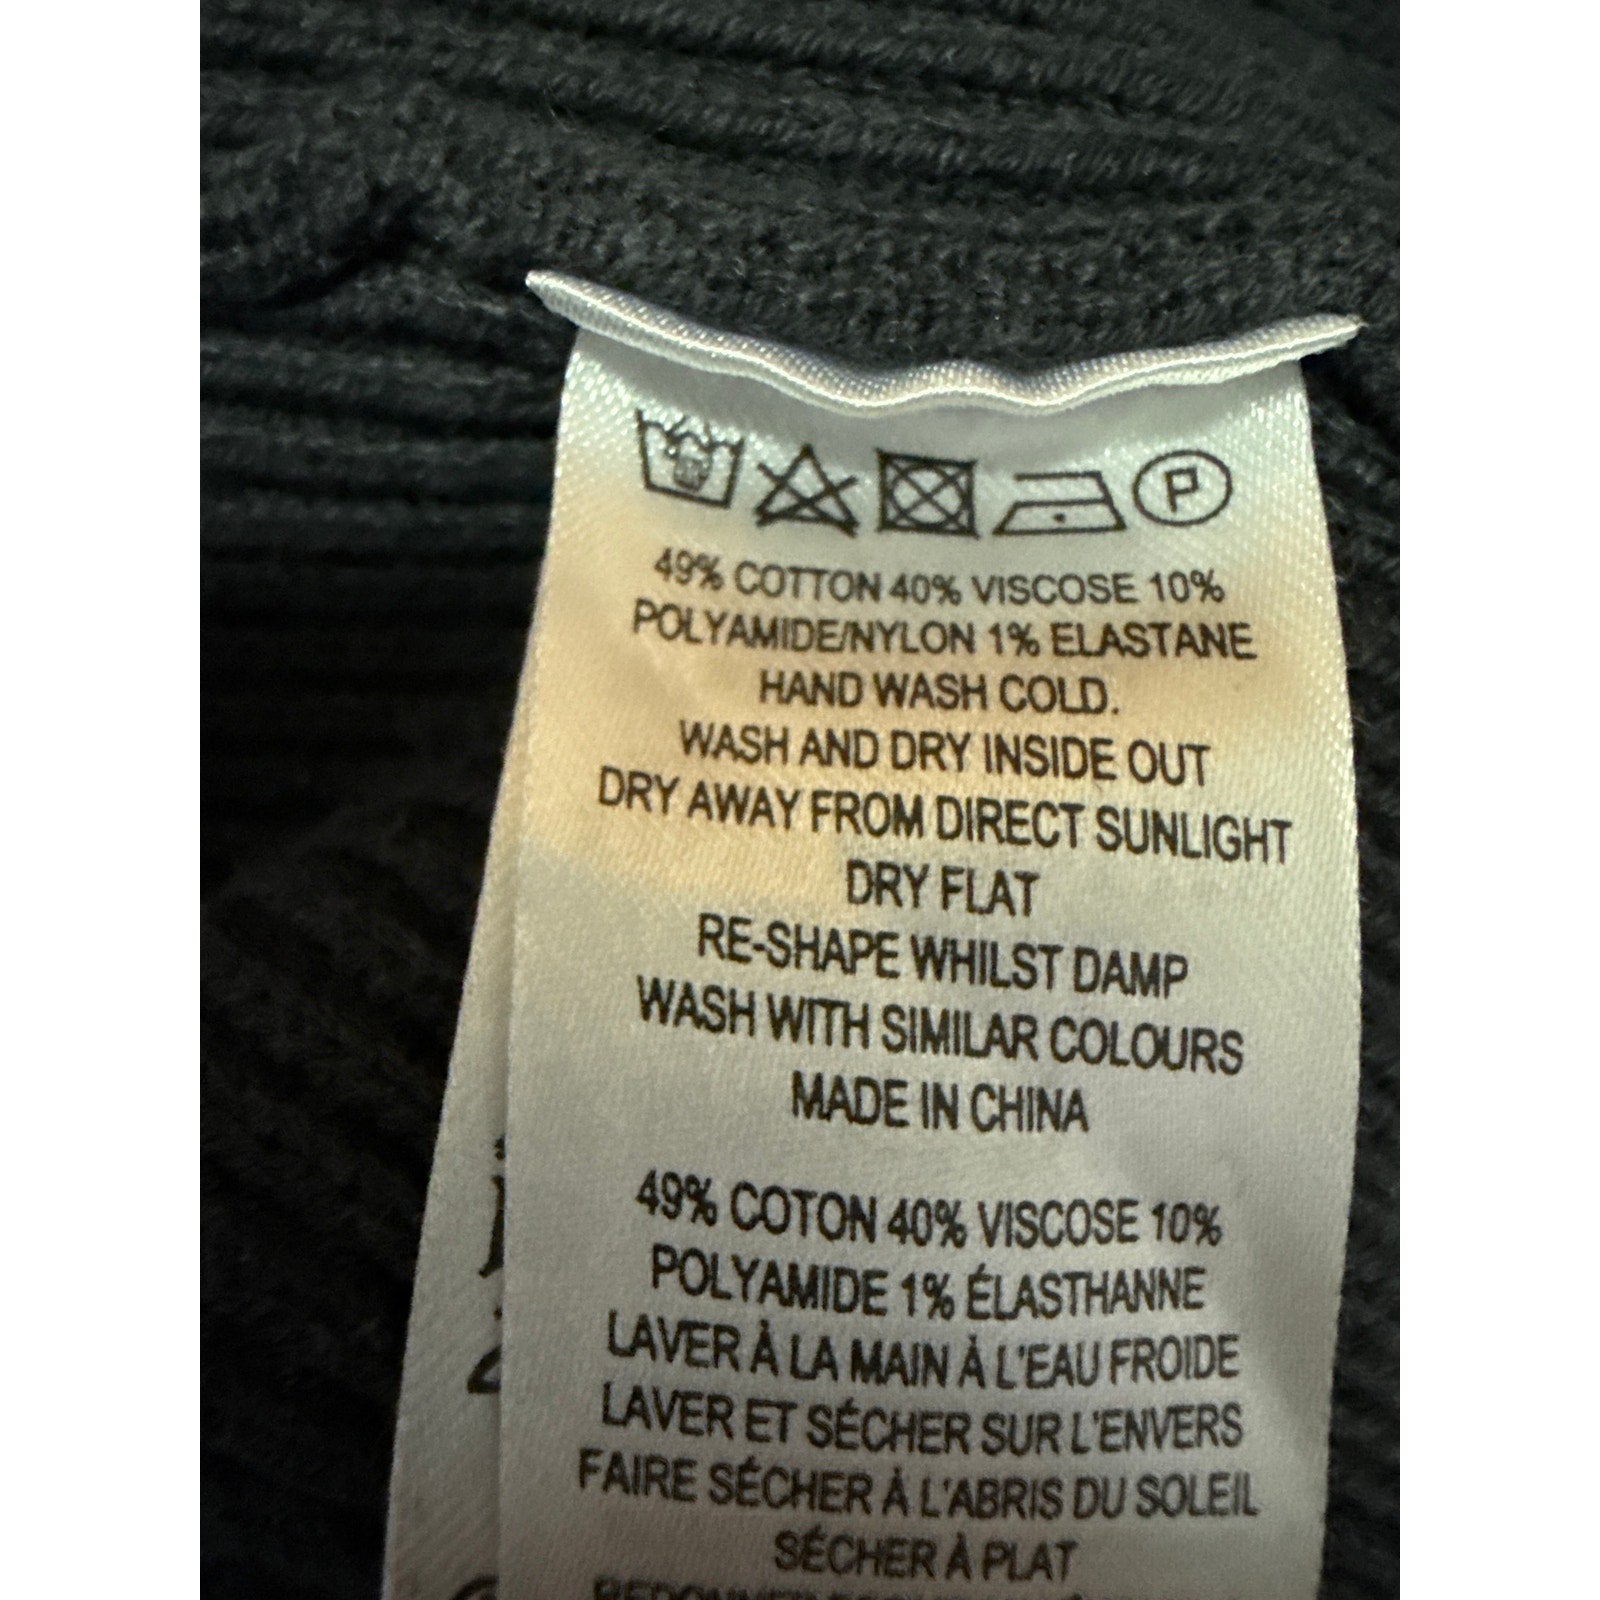 P
49% COTTON 40% VISCOSE 10%
POLYAMIDE/NYLON 1% ELASTANE
HAND WASH COLD.
WASH AND DRY INSIDE OUT
DRY AWAY FROM DIRECT SUNLIGHT
DRY FLAT
RE-SHAPE WHILST DAMP
WASH WITH SIMILAR COLOURS
MADE IN CHINA
49% COTON 40% VISCOSE 10%
POLYAMIDE 1% ÉLASTHANNE
LAVER À LA MAIN À L'EAU FROIDE
LAVER ET SÉCHER SUR L'ENVERS
FAIRE SÉCHER À L'ABRIS DU SOLEIL
SÉCHER À PLAT